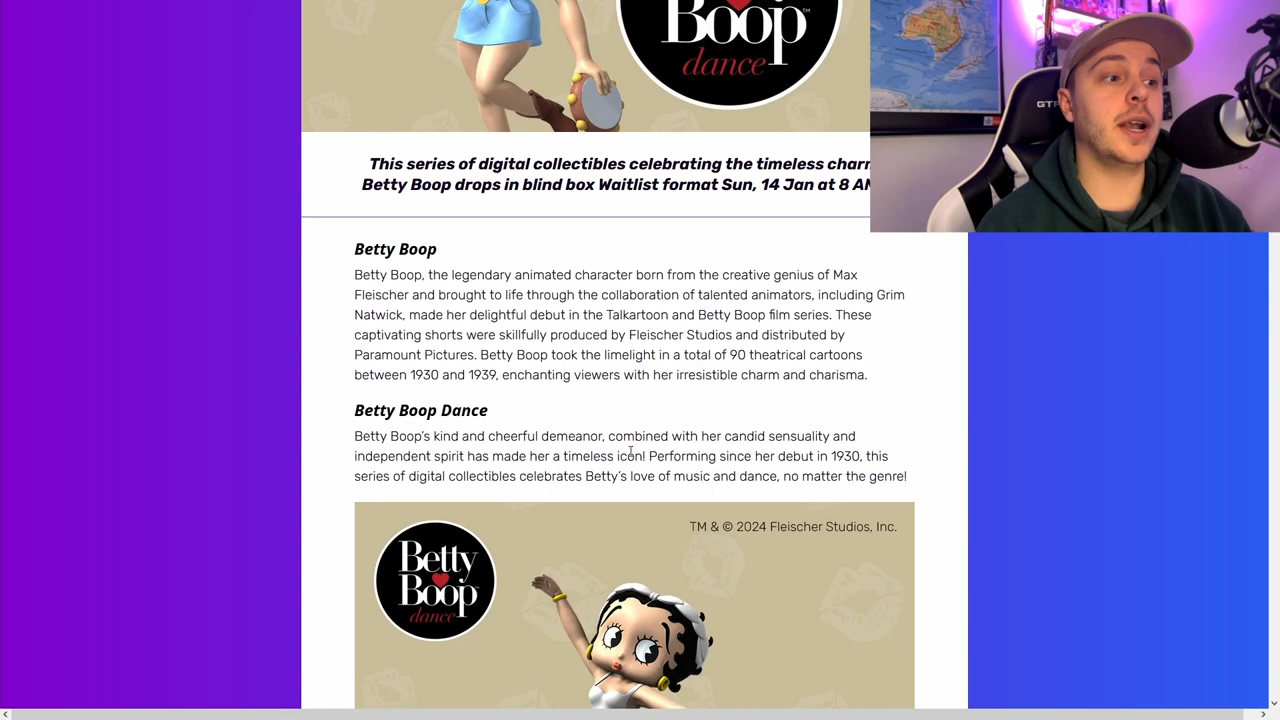 Boop™
dance
This series of digital collectibles celebrating the timeless
Betty Boop drops in blind box Waitlist format Sun, 14 Jan at 8
GT
Betty Boop
Betty Boop, the legendary animated character born from the creative genius of Max
Fleischer and brought to life through the collaboration of talented animators, including Grim
Natwick, made her delightful debut in the Talkartoon and Betty Boop film series. These
captivating shorts were skillfully produced by Fleischer Studios and distributed by
Paramount Pictures. Betty Boop took the limelight in a total of 90 theatrical cartoons
between 1930 and 1939, enchanting viewers with her irresistible charm and charisma.
Betty Boop Dance
Betty Boop's kind and cheerful demeanor, combined with her candid sensuality and
independent spirit has made her a timeless icon! Performing since her debut in 1930, this
series of digital collectibles celebrates Betty's love of music and dance, no matter the genre!
TM & © 2024 Fleischer Studios, Inc.
Betty
Boop™
dance